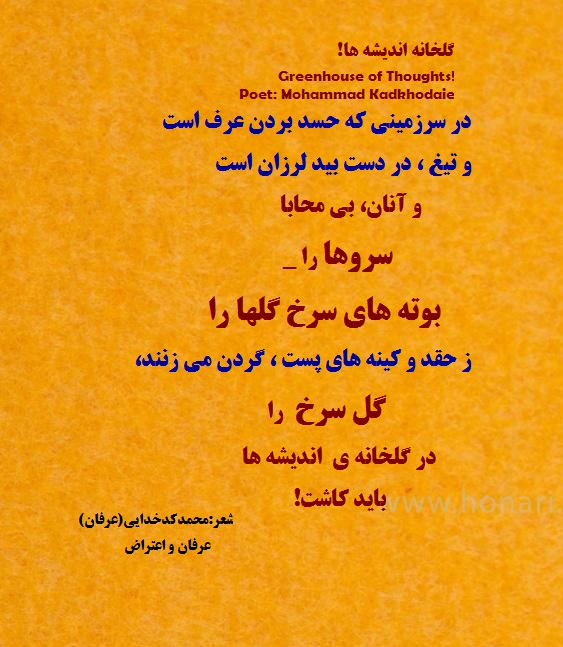 گلخانه اندیشه ها!
Greenhouse of Thoughts!
Poet: Mohammad Kadkhodaie
در سرزمینی که حسد بردن عرف است
و تیغ ، در دست بید لرزان است
و آنان، بی محابا
سروها را _
بوته های سرخ گلها را
ز حقد و کینه های پست ، گردن می زنند،
گل سرخ را
در گلخانه ی اندیشه ها
باید کاشت!
www.honari.
شعر:محمدکدخدایی(عرفان)
عرفان و اعتراض